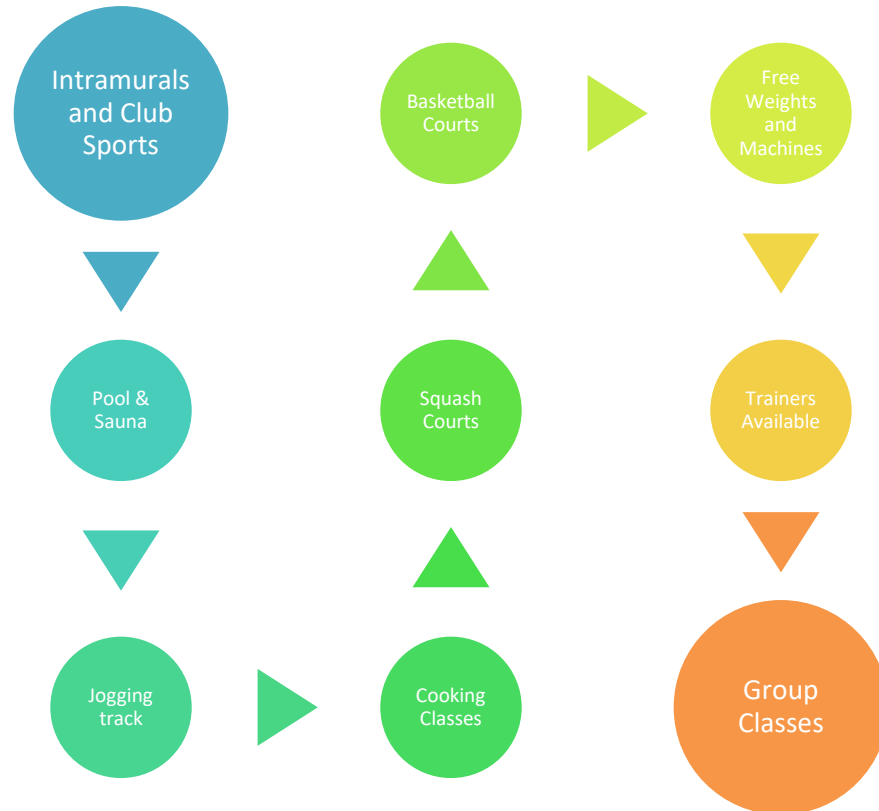 Intramurals
and Club
Sports
Pool &
Sauna
Jogging
track
Cooking
Classes
Squash
Courts
Basketball
Courts
Free
Weights
and
Machines
Trainers
Available
Group
Classes